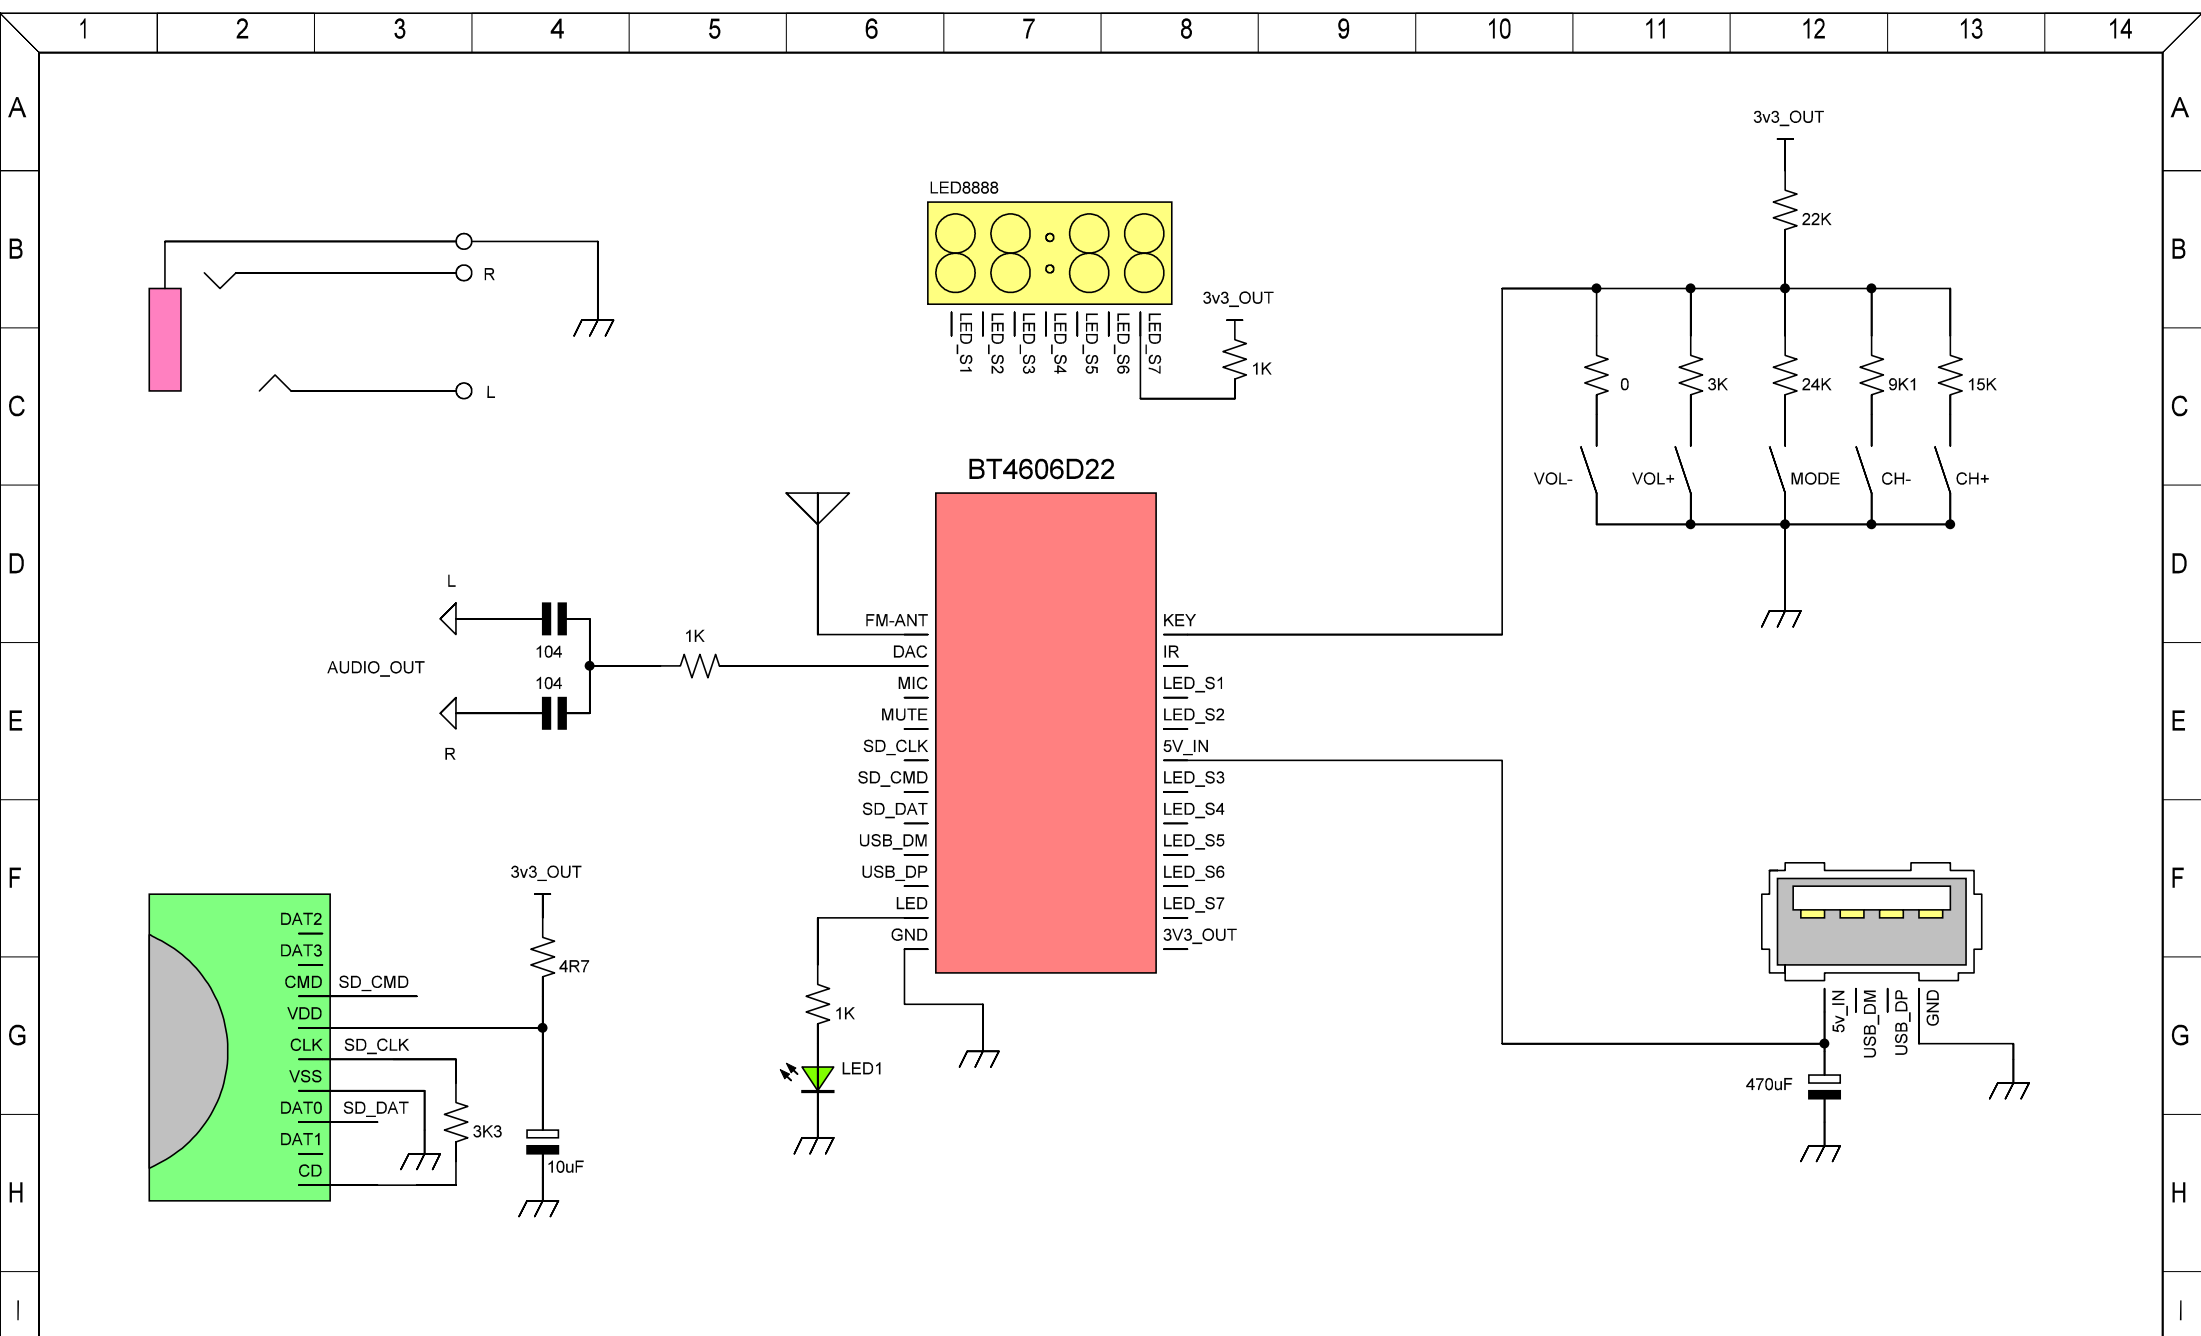 1 2 3 4 5 6 7 8 9 10 11 12 13 14
A A
3v3_OUT
22K
B B
LED8888
R
3v3_OUT
LED_S1
LED_S2
LED_S3
LED_S4
LED_S5
LED_S6
LED_S7
1K
L
0 3K 24K 9K1 15K
C C
BT4606D22
VOL- VOL+ MODE CH- CH+
D D
L
104
1K
AUDIO_OUT
104
R
FM-ANT KEY
DAC IR
MIC LED_S1
MUTE LED_S2
SD_CLK 5V_IN
SD_CMD LED_S3
SD_DAT LED_S4
USB_DM LED_S5
USB_DP LED_S6
LED LED_S7
GND 3V3_OUT
E E
F F
3v3_OUT
4R7
DAT2
DAT3
CMD SD_CMD
VDD
CLK SD_CLK
VSS
DAT0 SD_DAT
DAT1
CD
3K3
10uF
1K
LED1
5v_IN
USB_DM
USB_DP
GND
470uF
G G
H H
I I